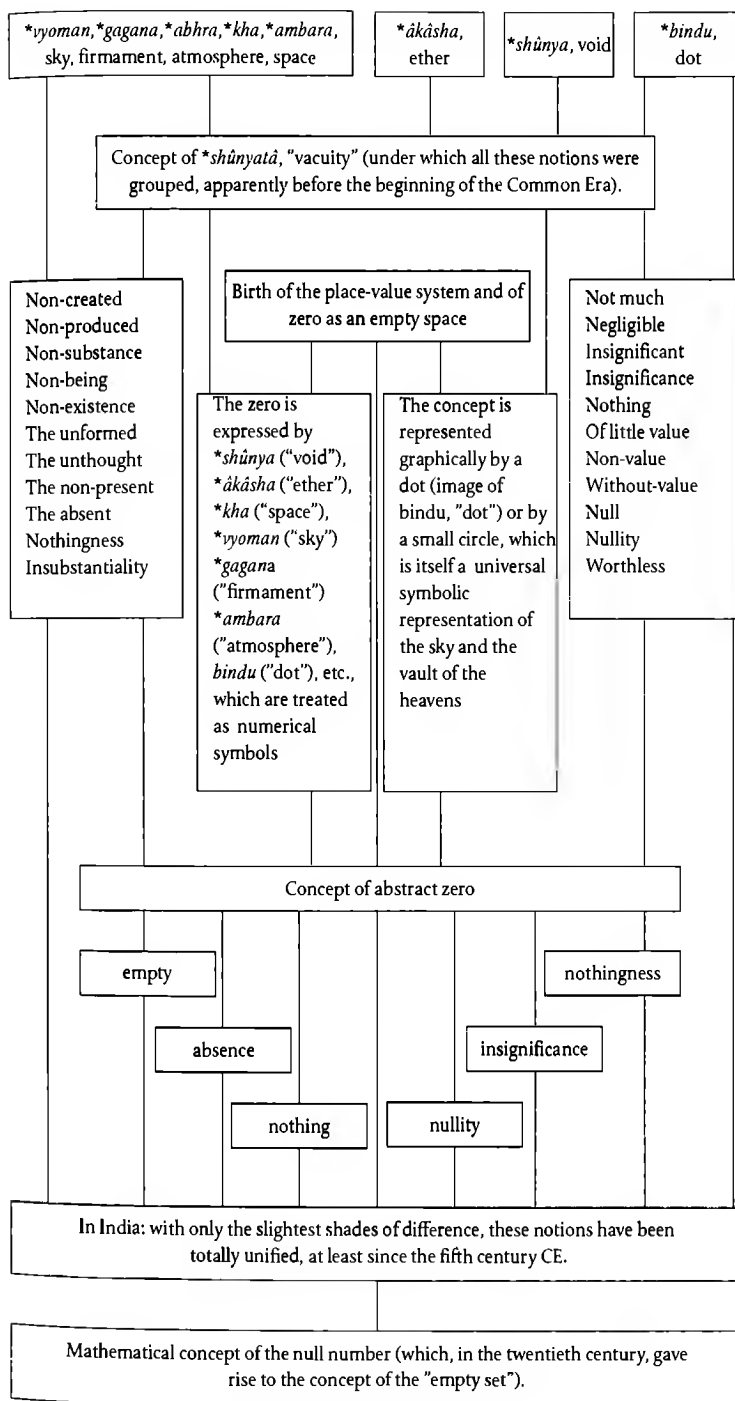 *vyoman, *gagana, *abhra, *kha, *ambara,
sky, firmament, atmosphere, space
*âkâsha,
ether
*shûnya, void
*bindu,
dot
Concept of *shûnyatâ, "vacuity" (under which all these notions were
grouped, apparently before the beginning of the Common Era).
Non-created
Non-produced
Non-substance
Non-being
Non-existence
The unformed
The unthought
The non-present
The absent
Nothingness
Insubstantiality
Birth of the place-value system and of
zero as an empty space
The zero is
expressed by
*shûnya ("void"),
*âkâsha ("ether"),
*kha ("space"),
*vyoman ("sky")
*gagana
("firmament")
*ambara
("atmosphere"),
bindu ("dot"), etc.,
which are treated
as numerical
symbols
The concept is
represented
graphically by a
dot (image of
bindu, "dot") or by
a small circle, which
is itself a universal
symbolic
representation of
the sky and the
vault of the
heavens
Not much
Negligible
Insignificant
Insignificance
Nothing
Of little value
Non-value
Without-value
Null
Nullity
Worthless
Concept of abstract zero
empty
nothingness
absence
insignificance
nothing
nullity
In India: with only the slightest shades of difference, these notions have been
totally unified, at least since the fifth century CE.
Mathematical concept of the null number (which, in the twentieth century, gave
rise to the concept of the "empty set").